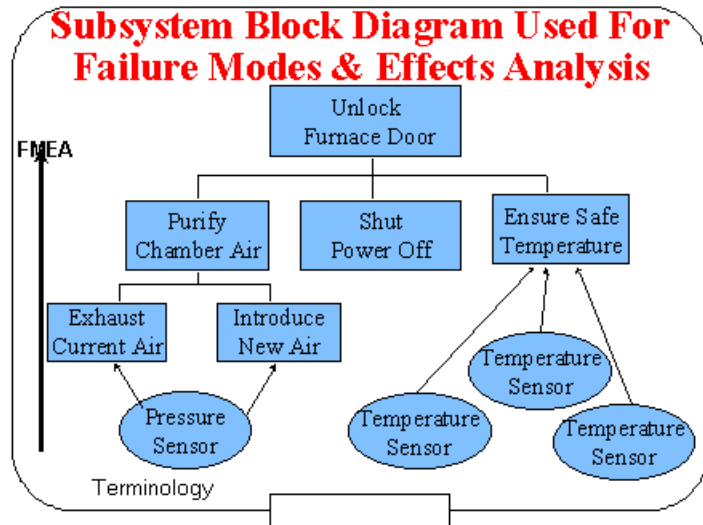 Subsystem Block Diagram Used For
Failure Modes & Effects Analysis
Unlock
Furnace Door
FMEA
Purify
Chamber Air
Shut
Power Off
Ensure Safe
Temperature
Exhaust
Current Air
Introduce
New Air
Temperature
Sensor
Pressure
Sensor
Temperature
Sensor
Temperature
Sensor
Terminology